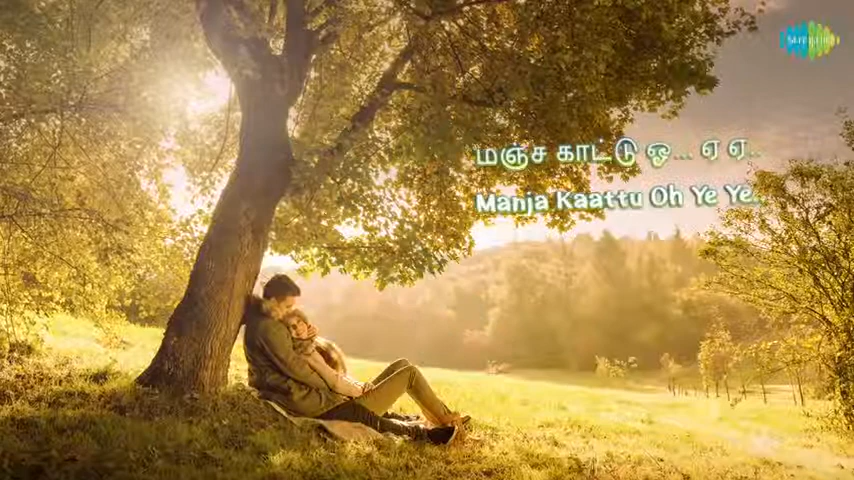 மஞ்ச காட்டு ஓ... ஏ ஏ..
Manja Kaattu Oh Ye Ye..